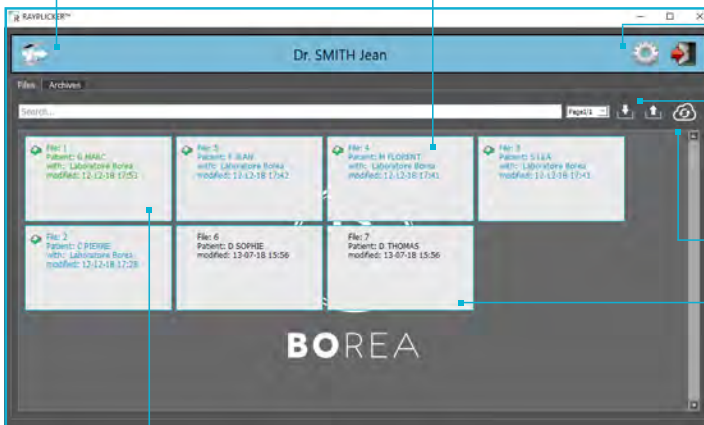 RAYPLICKER™
Dr. SMITH Jean
Files Archives
Search... Page1/1
File: 1
Patient: G MARC
with: Laboratoire Borea
modified: 12-12-18 17:53
File: 5
Patient: F JEAN
with: Laboratoire Borea
modified: 12-12-18 17:42
File: 4
Patient: M FLORENT
with: Laboratoire Borea
modified: 12-12-18 17:41
File: 3
Patient: S LEA
with: Laboratoire Borea
modified: 12-12-18 17:41
File: 2
Patient: C PIERRE
with: Laboratoire Borea
modified: 12-12-18 17:28
File: 6
Patient: D SOPHIE
modified: 13-07-18 15:56
File: 7
Patient: D THOMAS
modified: 13-07-18 15:56
BOREA